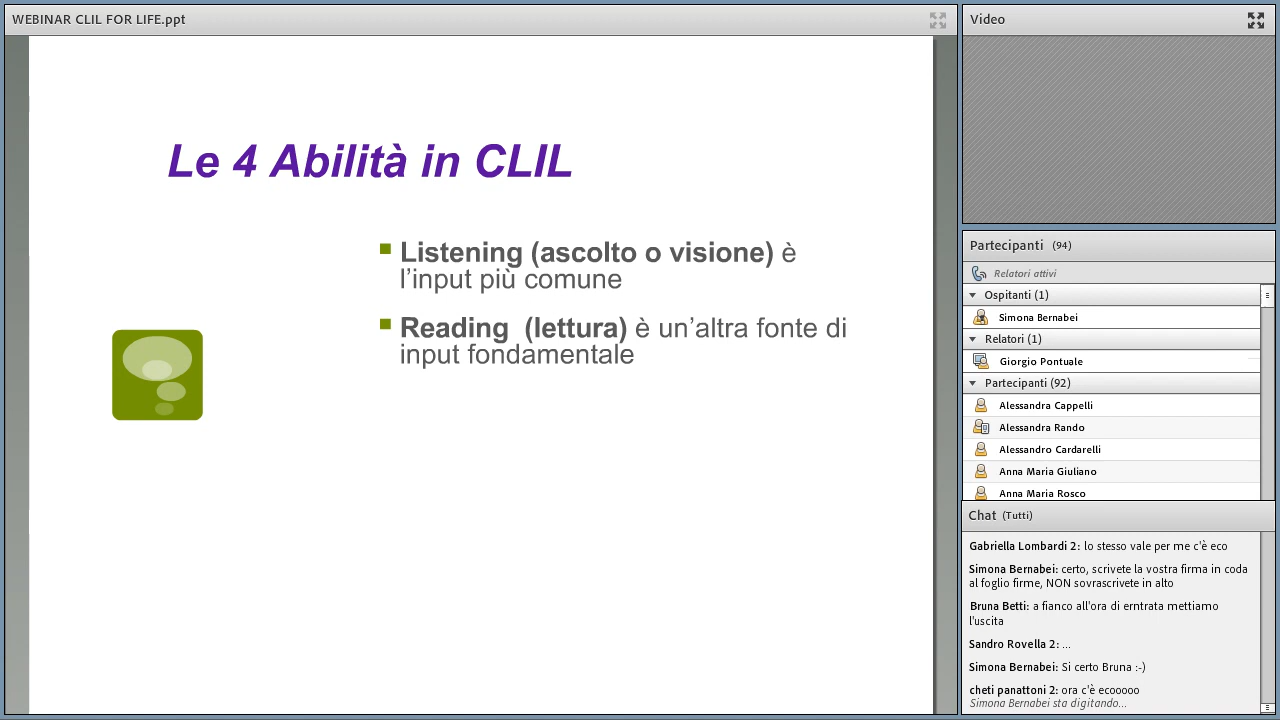 WEBINAR CLIL FOR LIFE.ppt
Le 4 Abilità in CLIL
Listening (ascolto o visione) è
l’input più comune
Reading (lettura) è un’altra fonte di
input fondamentale
Video
Partecipanti (94)
Relatori attivi
Ospitanti (1)
Simona Bernabei
Relatori (1)
Giorgio Pontuale
Partecipanti (92)
Alessandra Cappelli
Alessandra Rando
Alessandro Cardarelli
Anna Maria Giuliano
Anna Maria Rosco
Chat (Tutti)
Gabriella Lombardi 2: lo stesso vale per me c'è eco
Simona Bernabei: certo, scrivete la vostra firma in coda
al foglio firme, NON sovrascrivete in alto
Bruna Betti: a fianco all'ora di erntrata mettiamo
l'uscita
Sandro Rovella 2: ...
Simona Bernabei: Si certo Bruna :-)
cheti panattoni 2: ora c'è ecooooo
Simona Bernabei sta digitando...